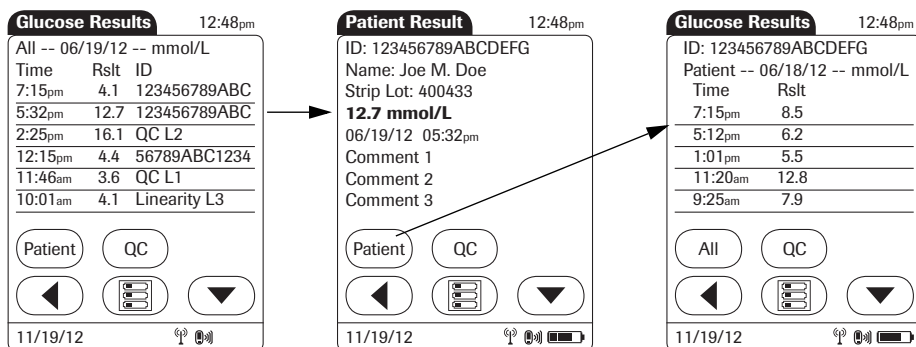 Glucose Results 12:48pm
All -- 06/19/12 -- mmol/L
Time Rslt ID
7:15pm 4.1 123456789ABC
5:32pm 12.7 123456789ABC
2:25pm 16.1 QC L2
12:15pm 4.4 56789ABC1234
11:46am 3.6 QC L1
10:01am 4.1 Linearity L3
Patient QC
11/19/12
Patient Result 12:48pm
ID: 123456789ABCDEFG
Name: Joe M. Doe
Strip Lot: 400433
12.7 mmol/L
06/19/12 05:32pm
Comment 1
Comment 2
Comment 3
Patient QC
11/19/12
Glucose Results 12:48pm
ID: 123456789ABCDEFG
Patient -- 06/18/12 -- mmol/L
Time Rslt
7:15pm 8.5
5:12pm 6.2
1:01pm 5.5
11:20am 12.8
9:25am 7.9
All QC
11/19/12